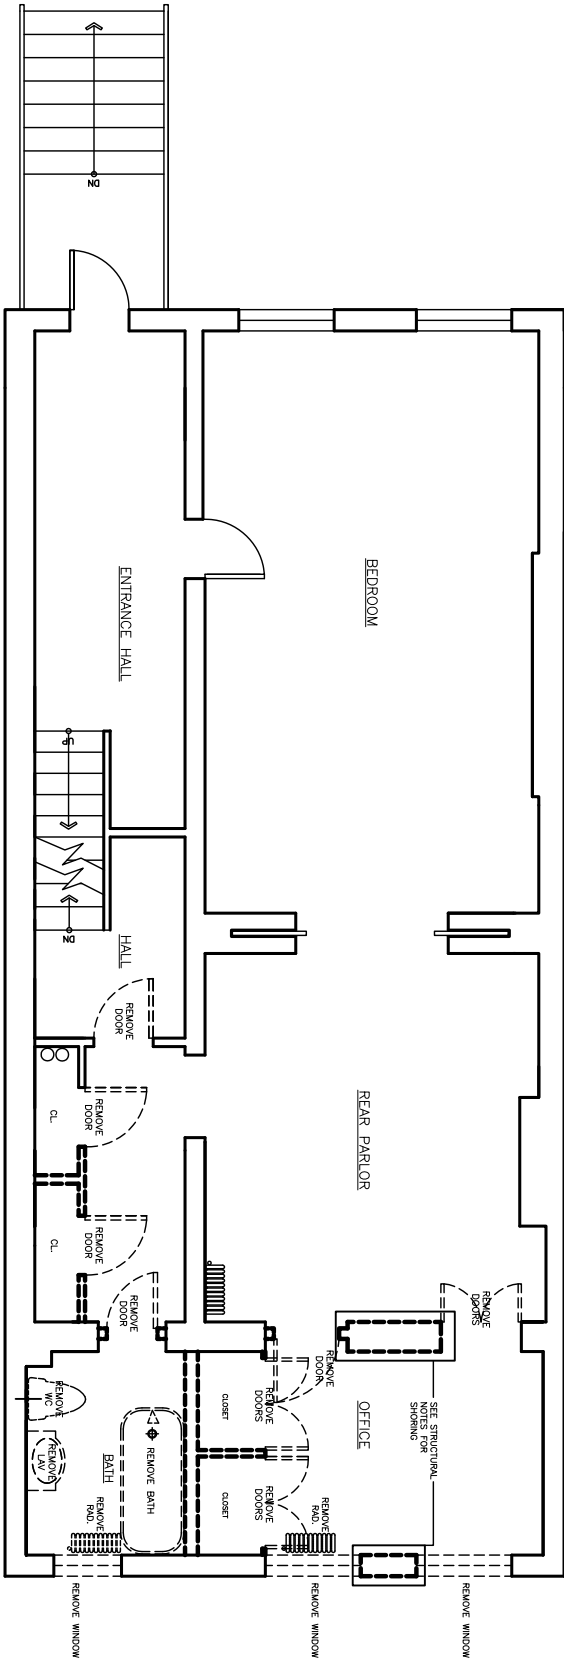 DN
BEDROOM
ENTRANCE HALL
UP
DN
HALL
REMOVE
DOOR
REAR PARLOR
CL.
REMOVE
DOOR
CL.
REMOVE
DOOR
REMOVE
DOOR
REMOVE
DOORS
REMOVE
DOOR
OFFICE
SEE STRUCTURAL
NOTES FOR
SHORING
CLOSET
REMOVE
DOORS
CLOSET
REMOVE
DOORS
REMOVE
RAD.
REMOVE
WC
REMOVE
LAV
BATH
REMOVE BATH
REMOVE
RAD.
REMOVE WINDOW
REMOVE WINDOW
REMOVE WINDOW